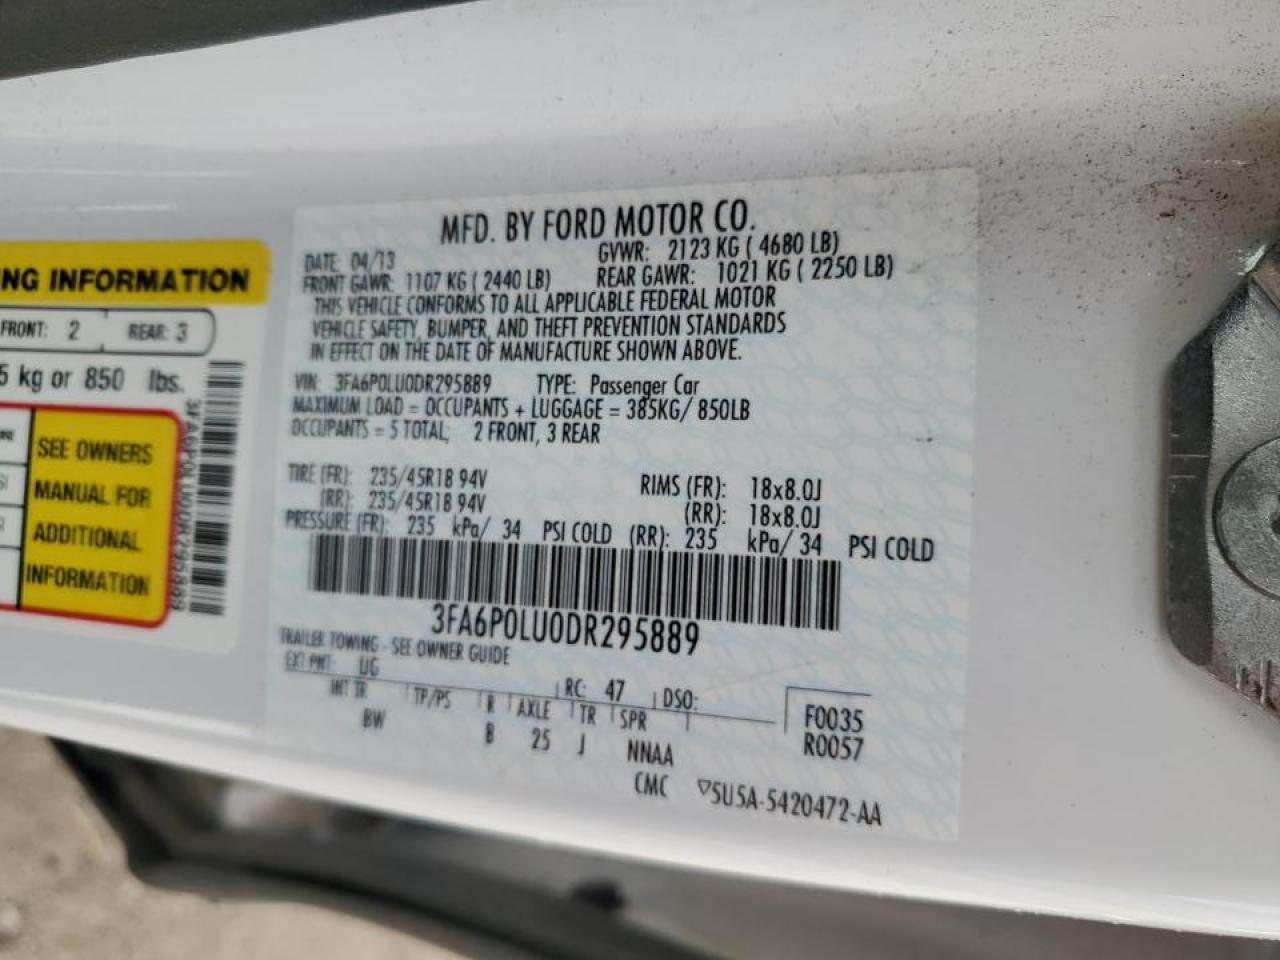 MFD. BY FORD MOTOR CO.
DATE: 04/13 GVWR: 2123 KG ( 4680 LB)
FRONT GAWR: 1107 KG ( 2440 LB) REAR GAWR: 1021 KG ( 2250 LB)
THIS VEHICLE CONFORMS TO ALL APPLICABLE FEDERAL MOTOR
VEHICLE SAFETY, BUMPER, AND THEFT PREVENTION STANDARDS
IN EFFECT ON THE DATE OF MANUFACTURE SHOWN ABOVE.
VIN: 3FA6P0LU0DR295889 TYPE: Passenger Car
MAXIMUM LOAD = OCCUPANTS + LUGGAGE = 385KG/ 850LB
OCCUPANTS = 5 TOTAL; 2 FRONT, 3 REAR
TIRE (FR): 235/45R18 94V RIMS (FR): 18x8.0J
(RR): 235/45R18 94V (RR): 18x8.0J
PRESSURE (FR): 235 kPa/ 34 PSI COLD (RR): 235 kPa/ 34 PSI COLD
3FA6P0LU0DR295889
TRAILER TOWING - SEE OWNER GUIDE
EXT PNT: UG RC: 47 DSO:
INT TR TP/PS R AXLE TR SPR
BW B 25 J NNAA
F0035
R0057
CMC ▽5U5A-5420472-AA
NG INFORMATION
FRONT: 2 REAR: 3
5 kg or 850 lbs.
SEE OWNERS
MANUAL FOR
ADDITIONAL
INFORMATION
3FA6P0LU0DR295889